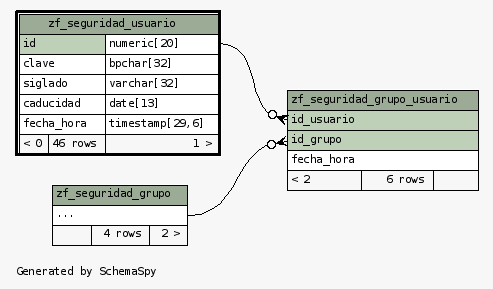 zf_seguridad_usuario
id numeric[20]
clave bpchar[32]
siglado varchar[32]
caducidad date[13]
fecha_hora timestamp[29,6]
< 0 46 rows 1 >
zf_seguridad_grupo_usuario
id_usuario
id_grupo
fecha_hora
< 2 6 rows
zf_seguridad_grupo
...
4 rows 2 >
Generated by SchemaSpy